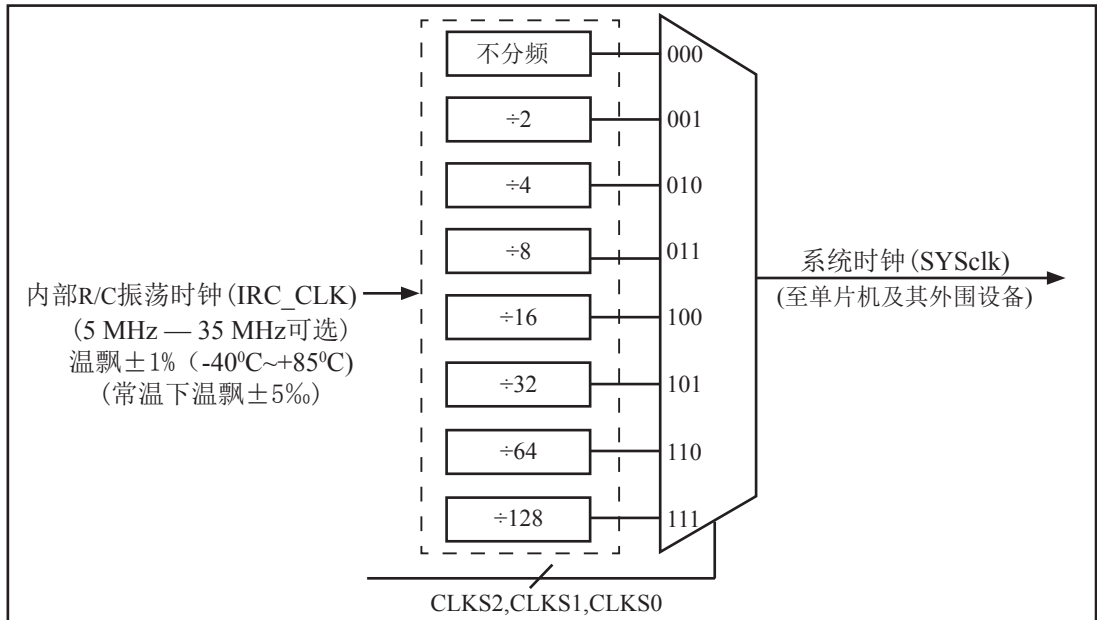 不分频
000
÷2
001
÷4
010
÷8
011
÷16
100
÷32
101
÷64
110
÷128
111
内部R/C振荡时钟(IRC_CLK)
(5 MHz — 35 MHz可选)
温飘±1%（-40⁰C~+85⁰C)
(常温下温飘±5‰)
系统时钟(SYSclk)
(至单片机及其外围设备)
CLKS2,CLKS1,CLKS0